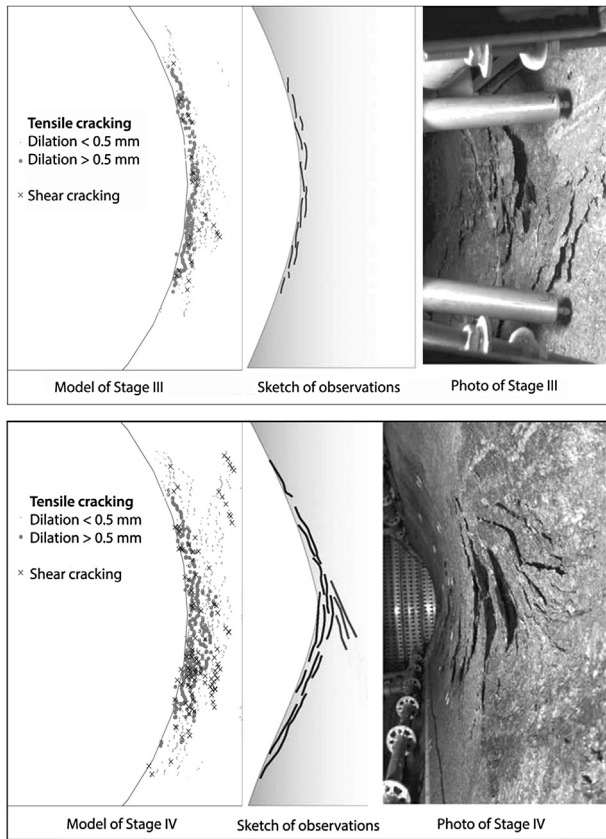 Tensile cracking
Dilation < 0.5 mm
Dilation > 0.5 mm
× Shear cracking
Model of Stage III
Sketch of observations
Photo of Stage III
Tensile cracking
Dilation < 0.5 mm
Dilation > 0.5 mm
× Shear cracking
Model of Stage IV
Sketch of observations
Photo of Stage IV